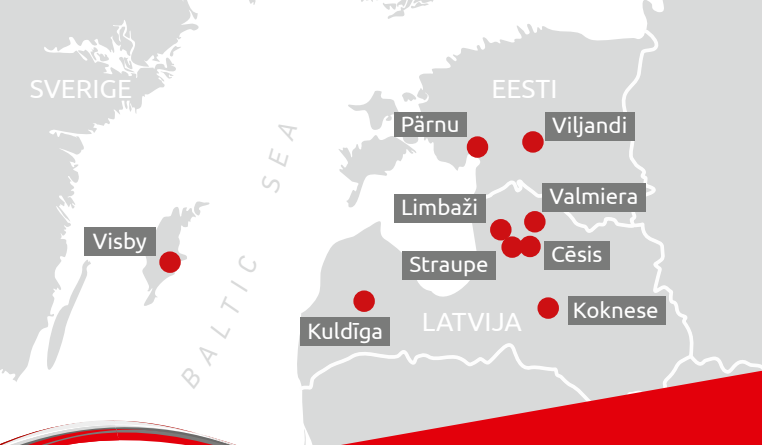 SVERIGE
EESTI
Pärnu
Viljandi
BALTIC SEA
Valmiera
Limbaži
Visby
Cēsis
Straupe
Koknese
LATVIJA
Kuldīga